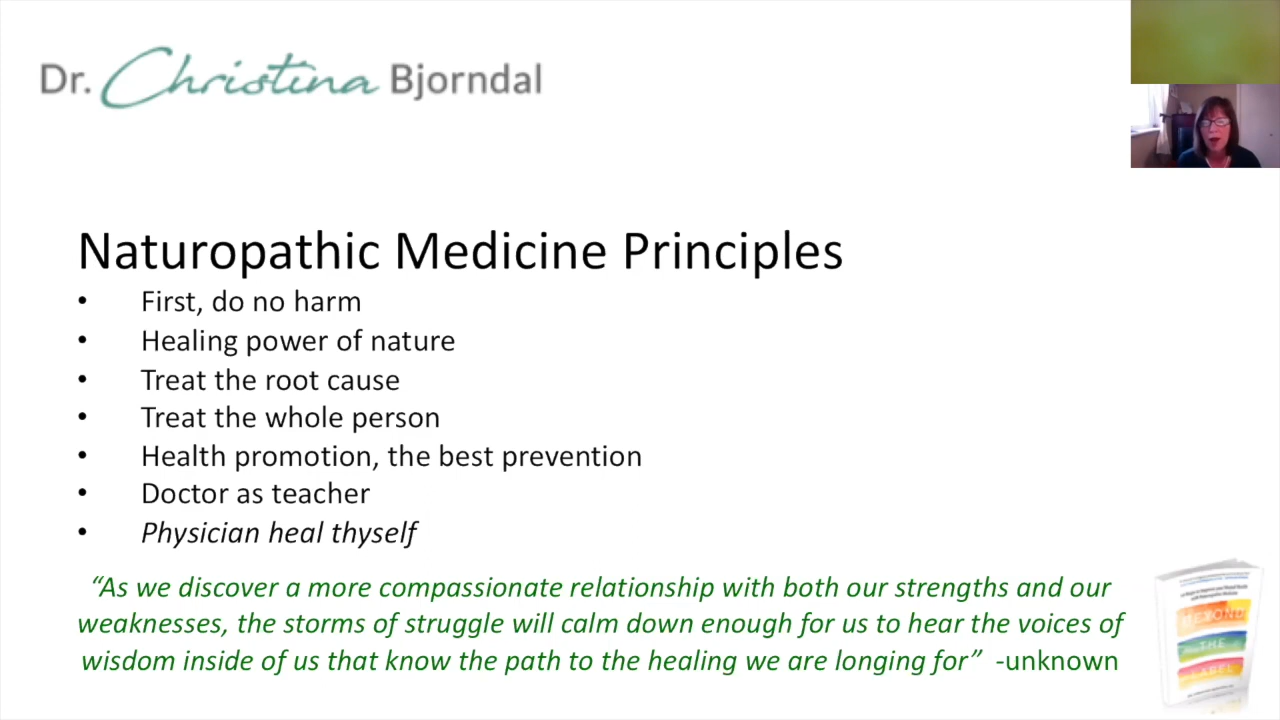 Dr. Christina Bjorndal
Naturopathic Medicine Principles
• First, do no harm
• Healing power of nature
• Treat the root cause
• Treat the whole person
• Health promotion, the best prevention
• Doctor as teacher
• Physician heal thyself
“As we discover a more compassionate relationship with both our strengths and our
weaknesses, the storms of struggle will calm down enough for us to hear the voices of
wisdom inside of us that know the path to the healing we are longing for” -unknown
BEYOND
THE
LABEL